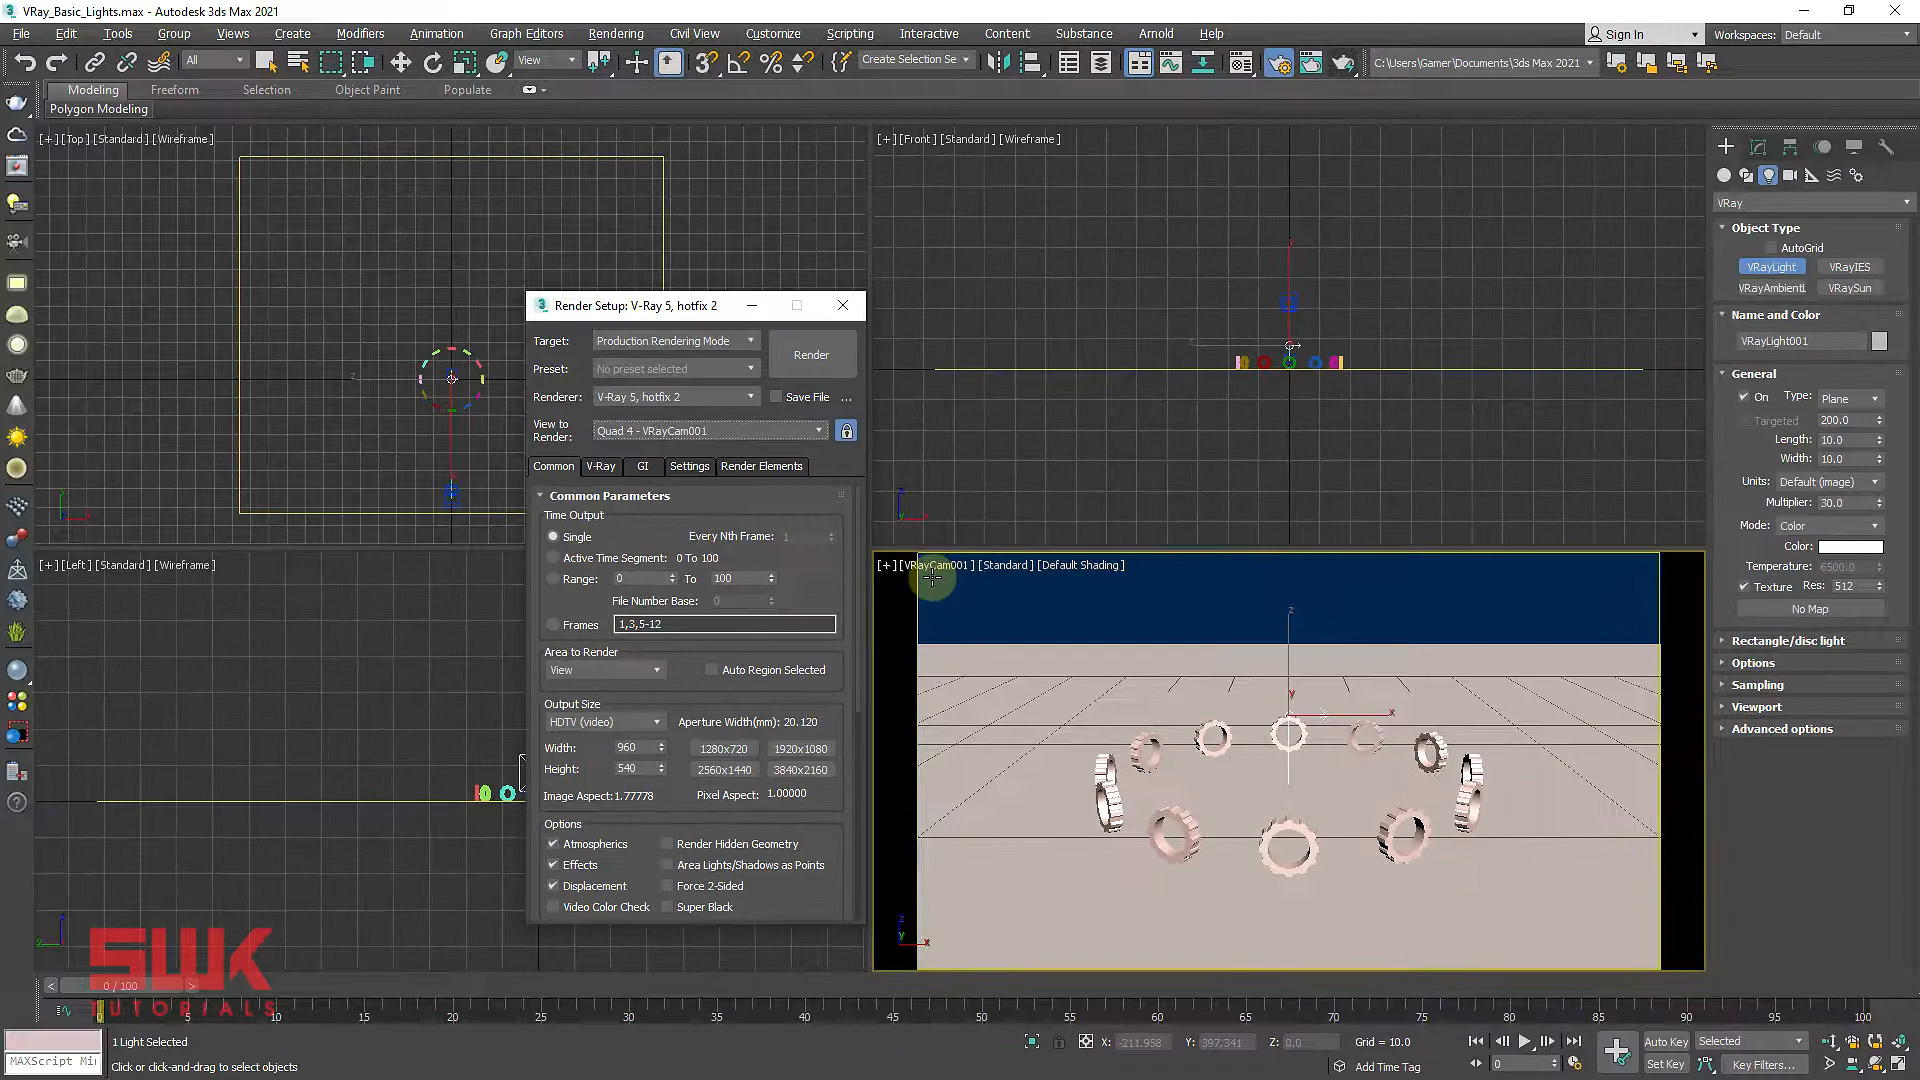 VRay_Basic_Lights.max - Autodesk 3ds Max 2021
File Edit Tools Group Views Create Modifiers Animation Graph Editors Rendering Civil View Customize Scripting Interactive Content Substance Arnold Help
Sign In Workspaces: Default
All View Create Selection Se C:\Users\Gamer\Documents\3ds Max 2021
Modeling Freeform Selection Object Paint Populate
Polygon Modeling
[+] [Top] [Standard] [Wireframe]
[+] [Front] [Standard] [Wireframe]
[+] [Left] [Standard] [Wireframe]
[+] [VRayCam001] [Standard] [Default Shading]
Render Setup: V-Ray 5, hotfix 2
Target: Production Rendering Mode
Render
Preset: No preset selected
Renderer: V-Ray 5, hotfix 2 Save File ...
View to Render: Quad 4 - VRayCam001
Common V-Ray GI Settings Render Elements
Common Parameters
Time Output
Single Every Nth Frame: 1
Active Time Segment: 0 To 100
Range: 0 To 100
File Number Base: 0
Frames 1,3,5-12
Area to Render
View Auto Region Selected
Output Size
HDTV (video) Aperture Width(mm): 20.120
Width: 960 1280x720 1920x1080
Height: 540 2560x1440 3840x2160
Image Aspect: 1.77778 Pixel Aspect: 1.00000
Options
Atmospherics Render Hidden Geometry
Effects Area Lights/Shadows as Points
Displacement Force 2-Sided
Video Color Check Super Black
VRay
Object Type
AutoGrid
VRayLight VRayIES
VRayAmbientL VRaySun
Name and Color
VRayLight001
General
On Type: Plane
Targeted 200.0
Length: 10.0
Width: 10.0
Units: Default (image)
Multiplier: 30.0
Mode: Color
Color:
Temperature: 6500.0
Texture Res: 512
No Map
Rectangle/disc light
Options
Sampling
Viewport
Advanced options
SWK
TUTORIALS
< 0 / 100 >
0 5 10 15 20 25 30 35 40 45 50 55 60 65 70 75 80 85 90 95 100
1 Light Selected
MAXScript Mi
Click or click-and-drag to select objects
X: -211.958 Y: 397.341 Z: 0.0 Grid = 10.0
Add Time Tag
0
Auto Key Selected
Set Key Key Filters...